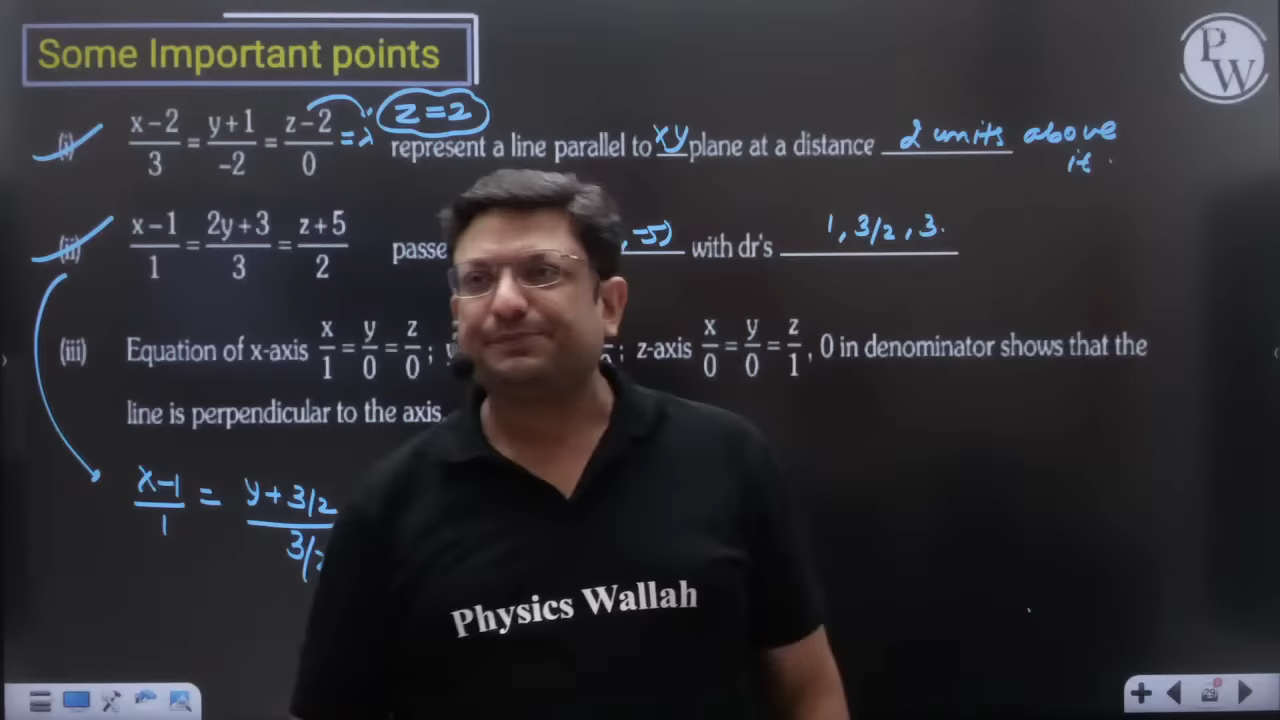 Some Important points
PW
(i) x−2/3 = y+1/-2 = z−2/0 = λ z=2 represent a line parallel to xy plane at a distance 2 units above it.
(ii) x−1/1 = 2y+3/3 = z+5/2 passe , -5) with dr's 1, 3/2, 3.
(iii) Equation of x-axis x/1 = y/0 = z/0 ; ; z-axis x/0 = y/0 = z/1 , 0 in denominator shows that the
line is perpendicular to the axis.
x−1/1 = y+3/2
Physics Wallah
29